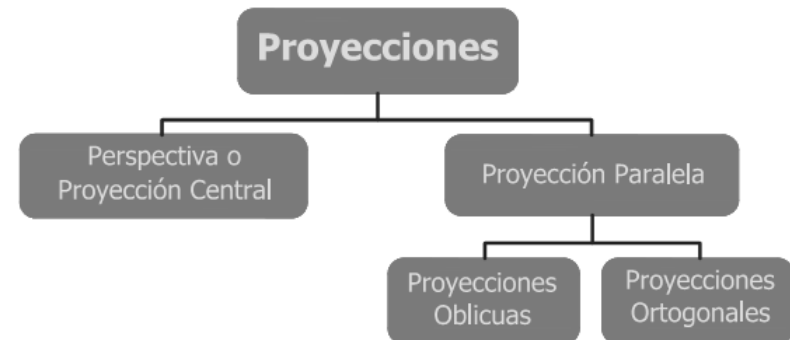 Proyecciones
Perspectiva o
Proyección Central
Proyección Paralela
Proyecciones
Oblicuas
Proyecciones
Ortogonales